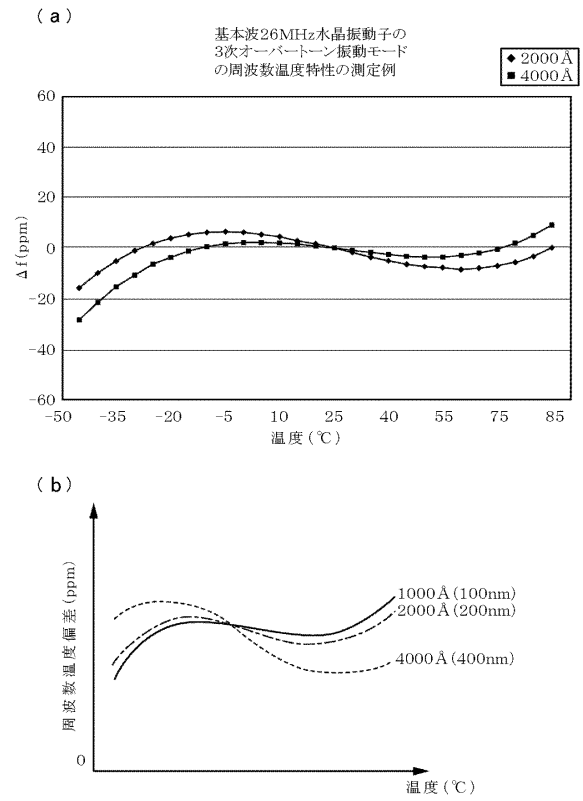 (a)
基本波26MHz水晶振動子の
3次オーバートーン振動モード
の周波数温度特性の測定例
2000Å
4000Å
60
40
20
0
-20
-40
-60
Δf(ppm)
-50 -35 -20 -5 10 25 40 55 70 85
温度(℃)
(b)
周波数温度偏差(ppm)
1000Å(100nm)
2000Å(200nm)
4000Å(400nm)
0
温度(℃)